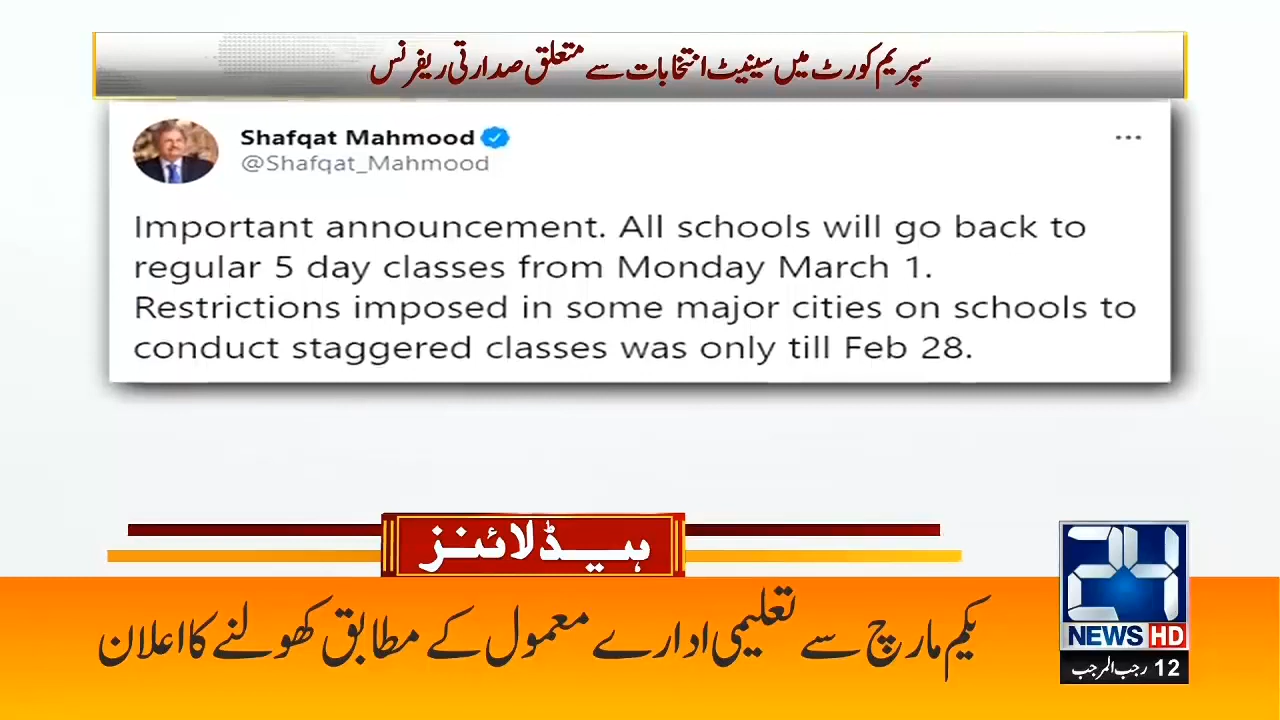 سپریم کورٹ میں سینیٹ انتخابات سے متعلق صدارتی ریفرنس
Shafqat Mahmood
@Shafqat_Mahmood
Important announcement. All schools will go back to
regular 5 day classes from Monday March 1.
Restrictions imposed in some major cities on schools to
conduct staggered classes was only till Feb 28.
ہیڈلائنز
یکم مارچ سے تعلیمی ادارے معمول کے مطابق کھولنے کا اعلان
24
NEWS HD
12 رجب المرجب